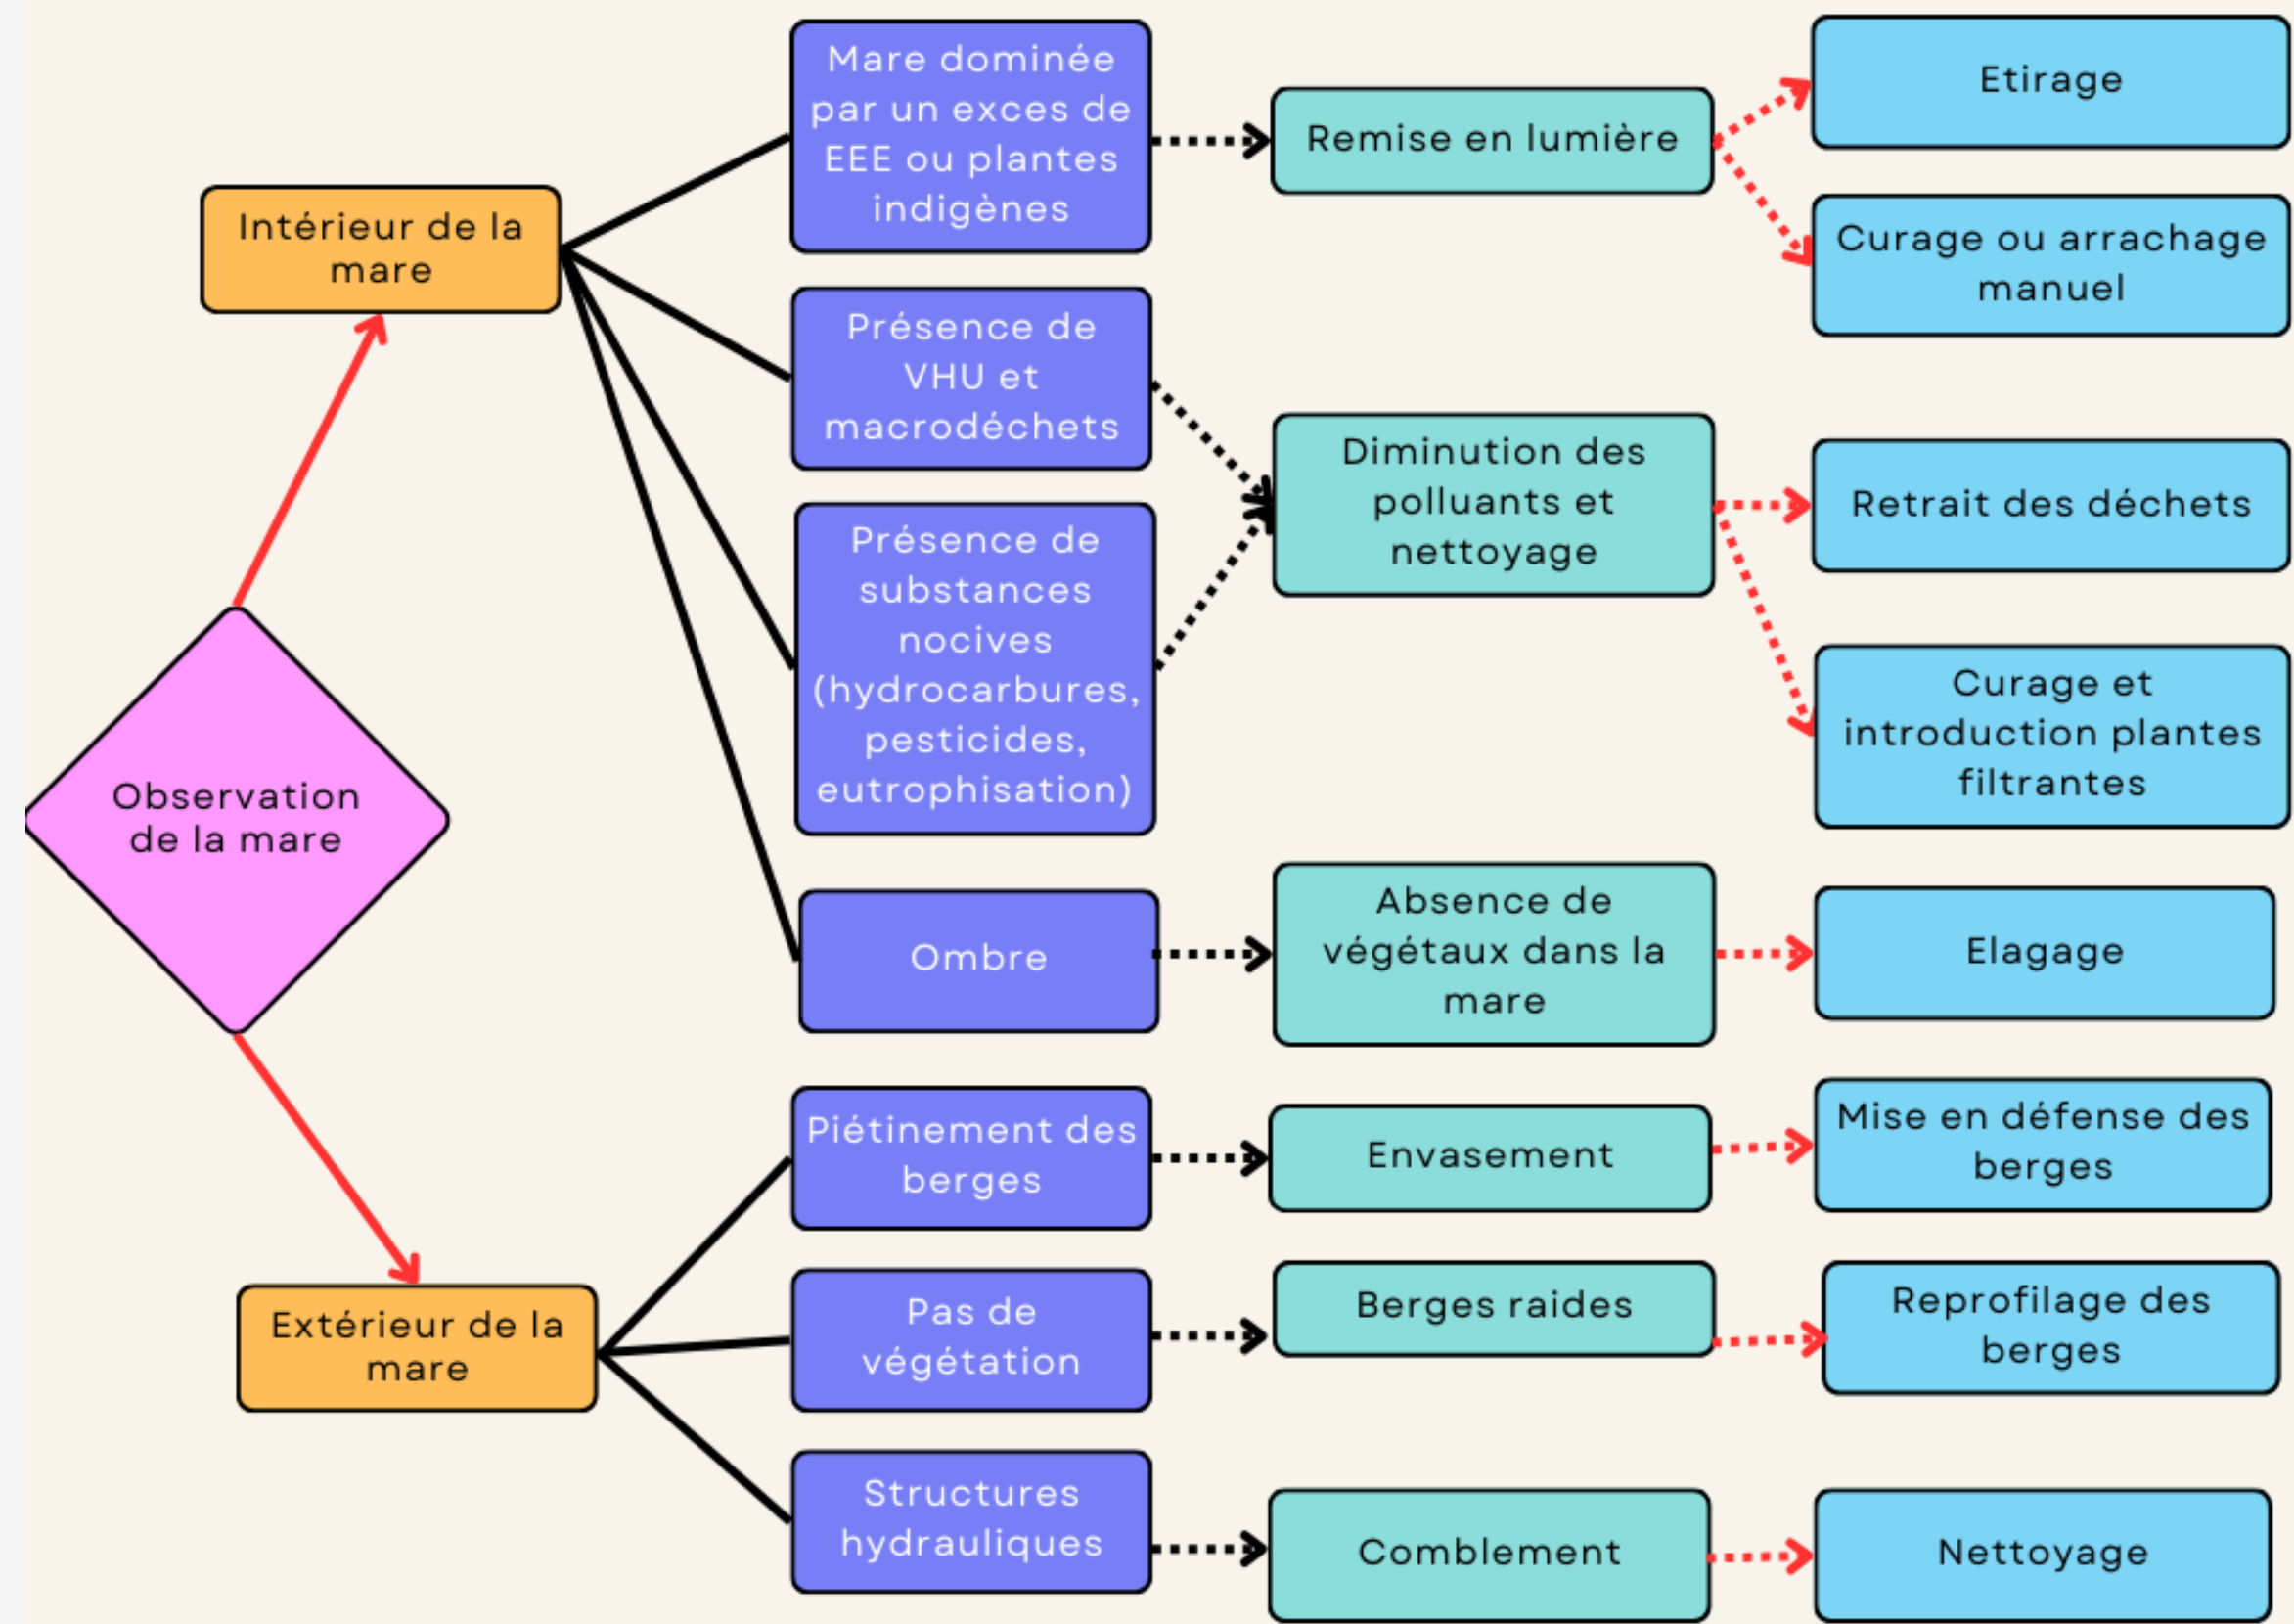 Observation
de la mare
Intérieur de la
mare
Mare dominée
par un exces de
EEE ou plantes
indigènes
Remise en lumière
Etirage
Curage ou arrachage
manuel
Présence de
VHU et
macrodéchets
Présence de
substances
nocives
(hydrocarbures,
pesticides,
eutrophisation)
Diminution des
polluants et
nettoyage
Retrait des déchets
Curage et
introduction plantes
filtrantes
Ombre
Absence de
végétaux dans la
mare
Elagage
Extérieur de la
mare
Piétinement des
berges
Envasement
Mise en défense des
berges
Pas de
végétation
Berges raides
Reprofilage des
berges
Structures
hydrauliques
Comblement
Nettoyage